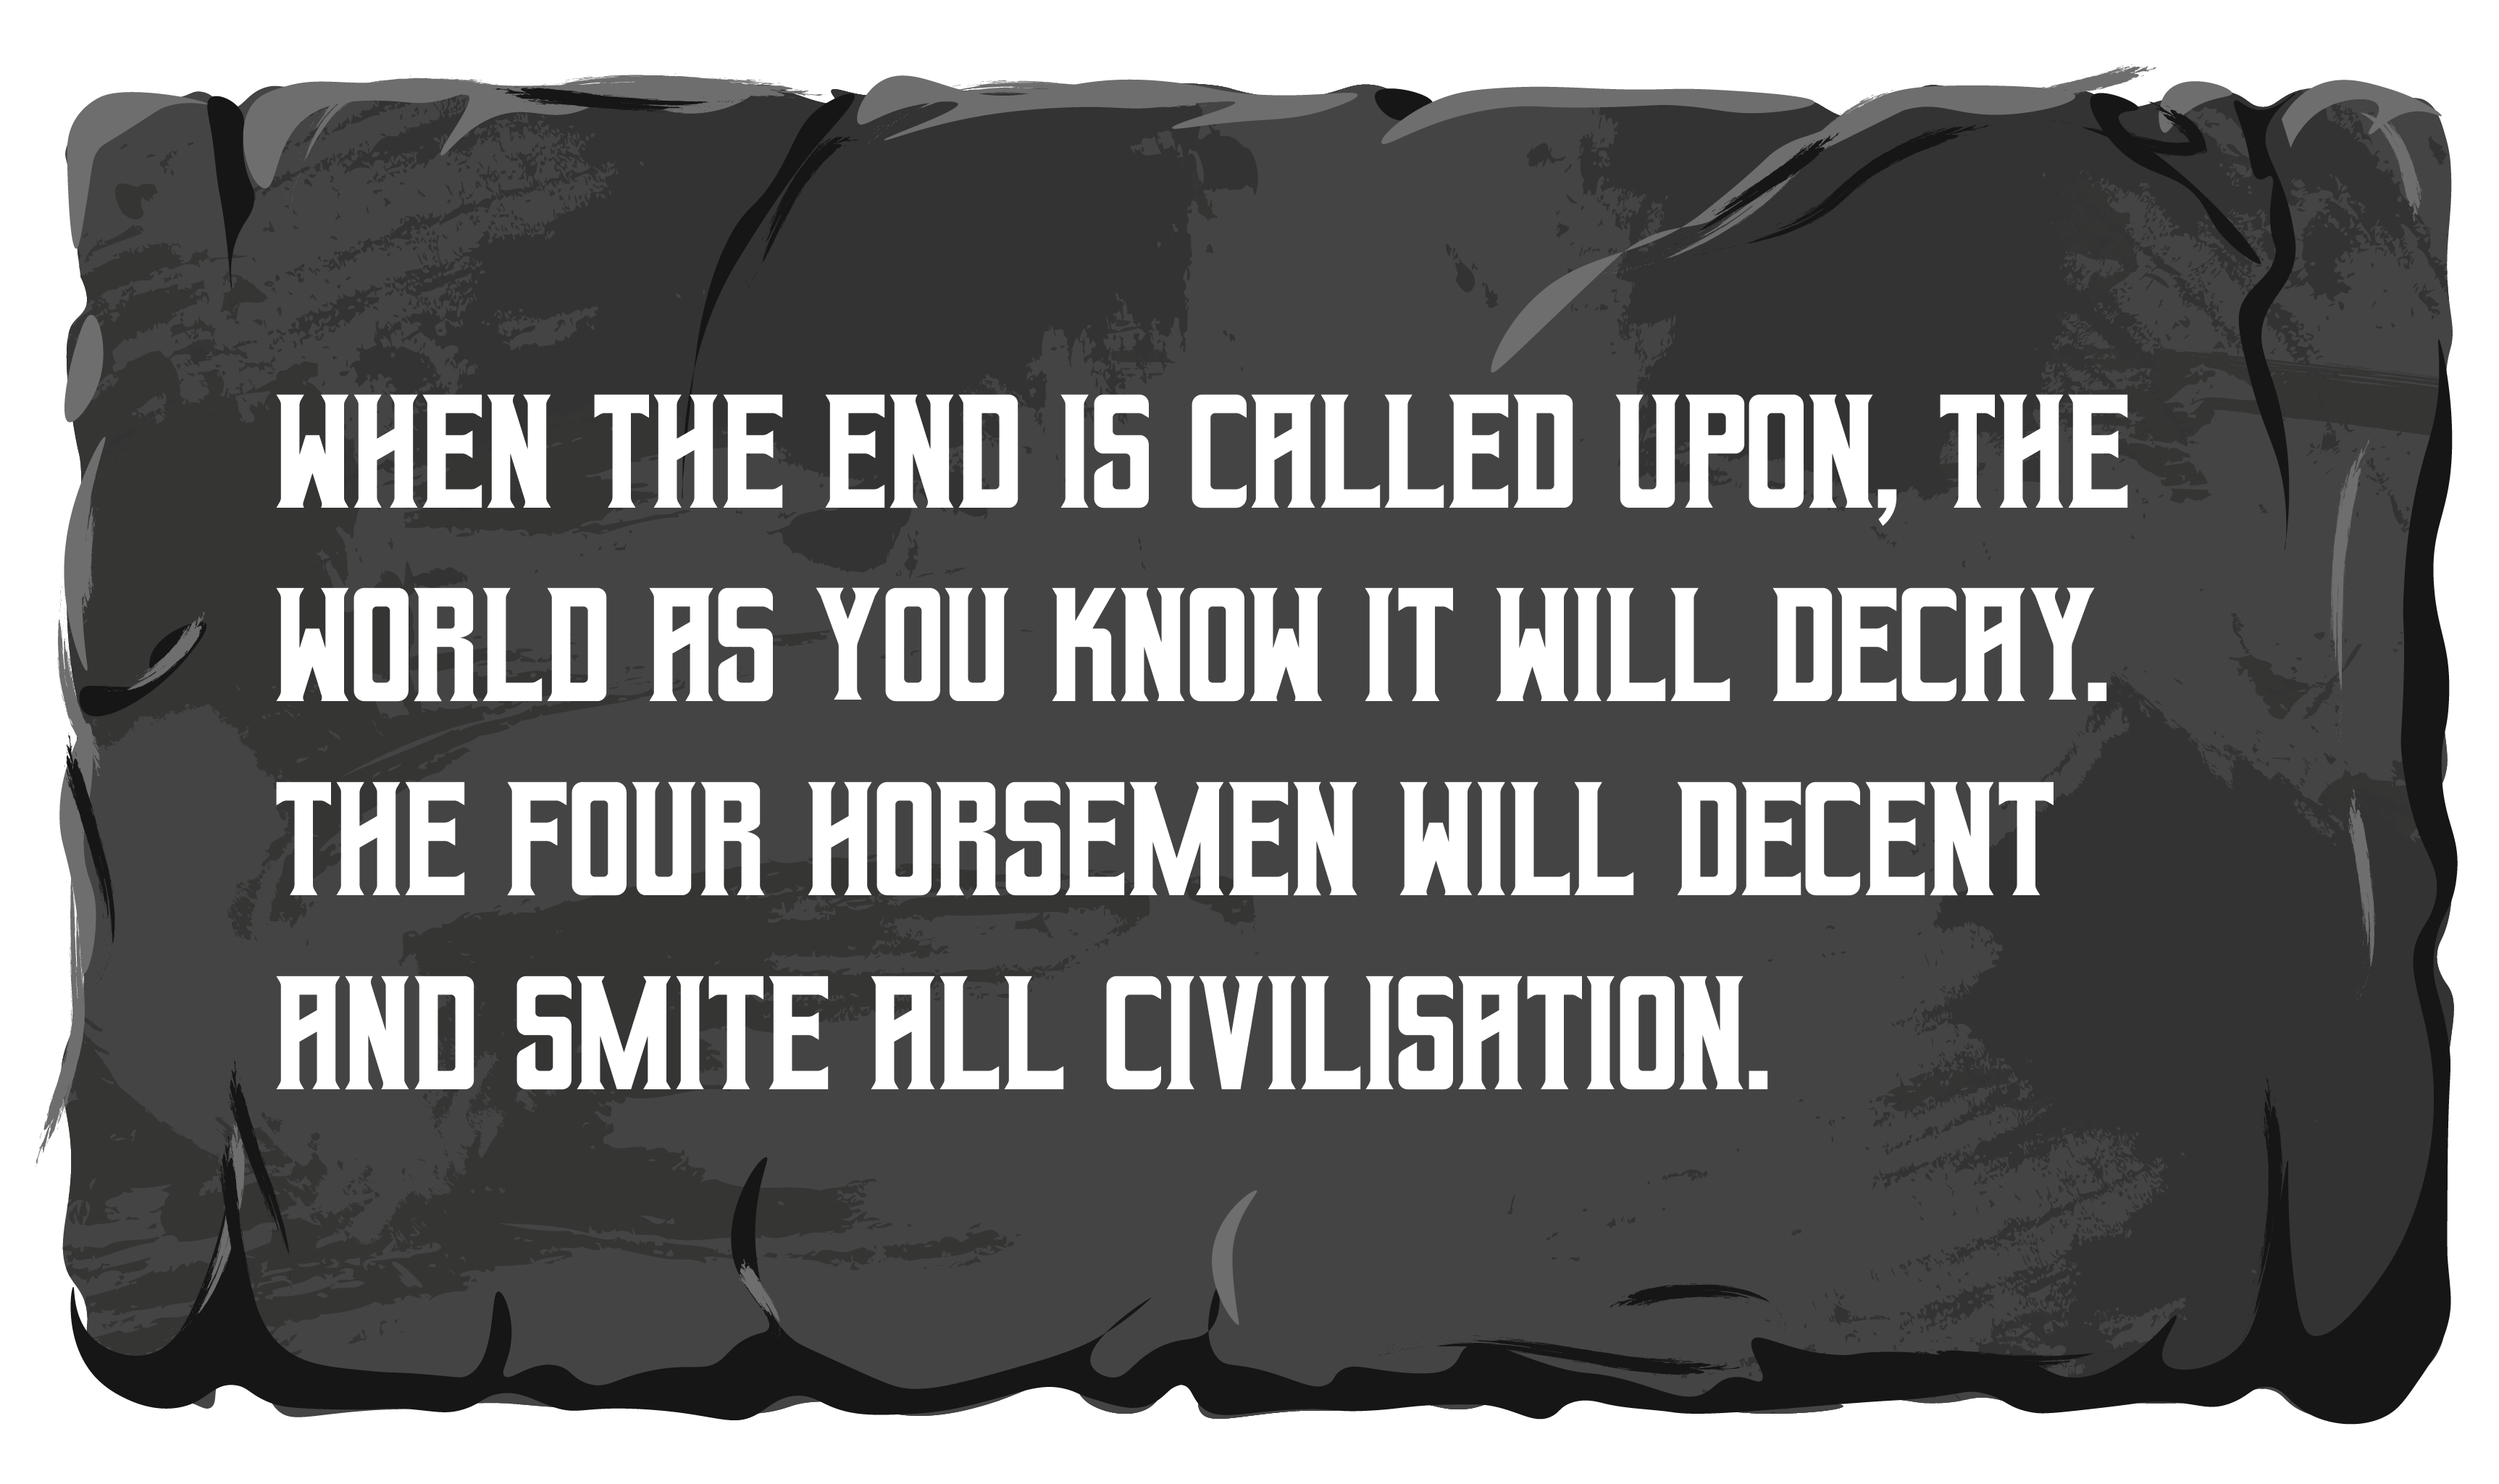 WHEN THE END IS CALLED UPON, THE
WORLD AS YOU KNOW IT WILL DECAY.
THE FOUR HORSEMEN WILL DECENT
AND SMITE ALL CIVILISATION.